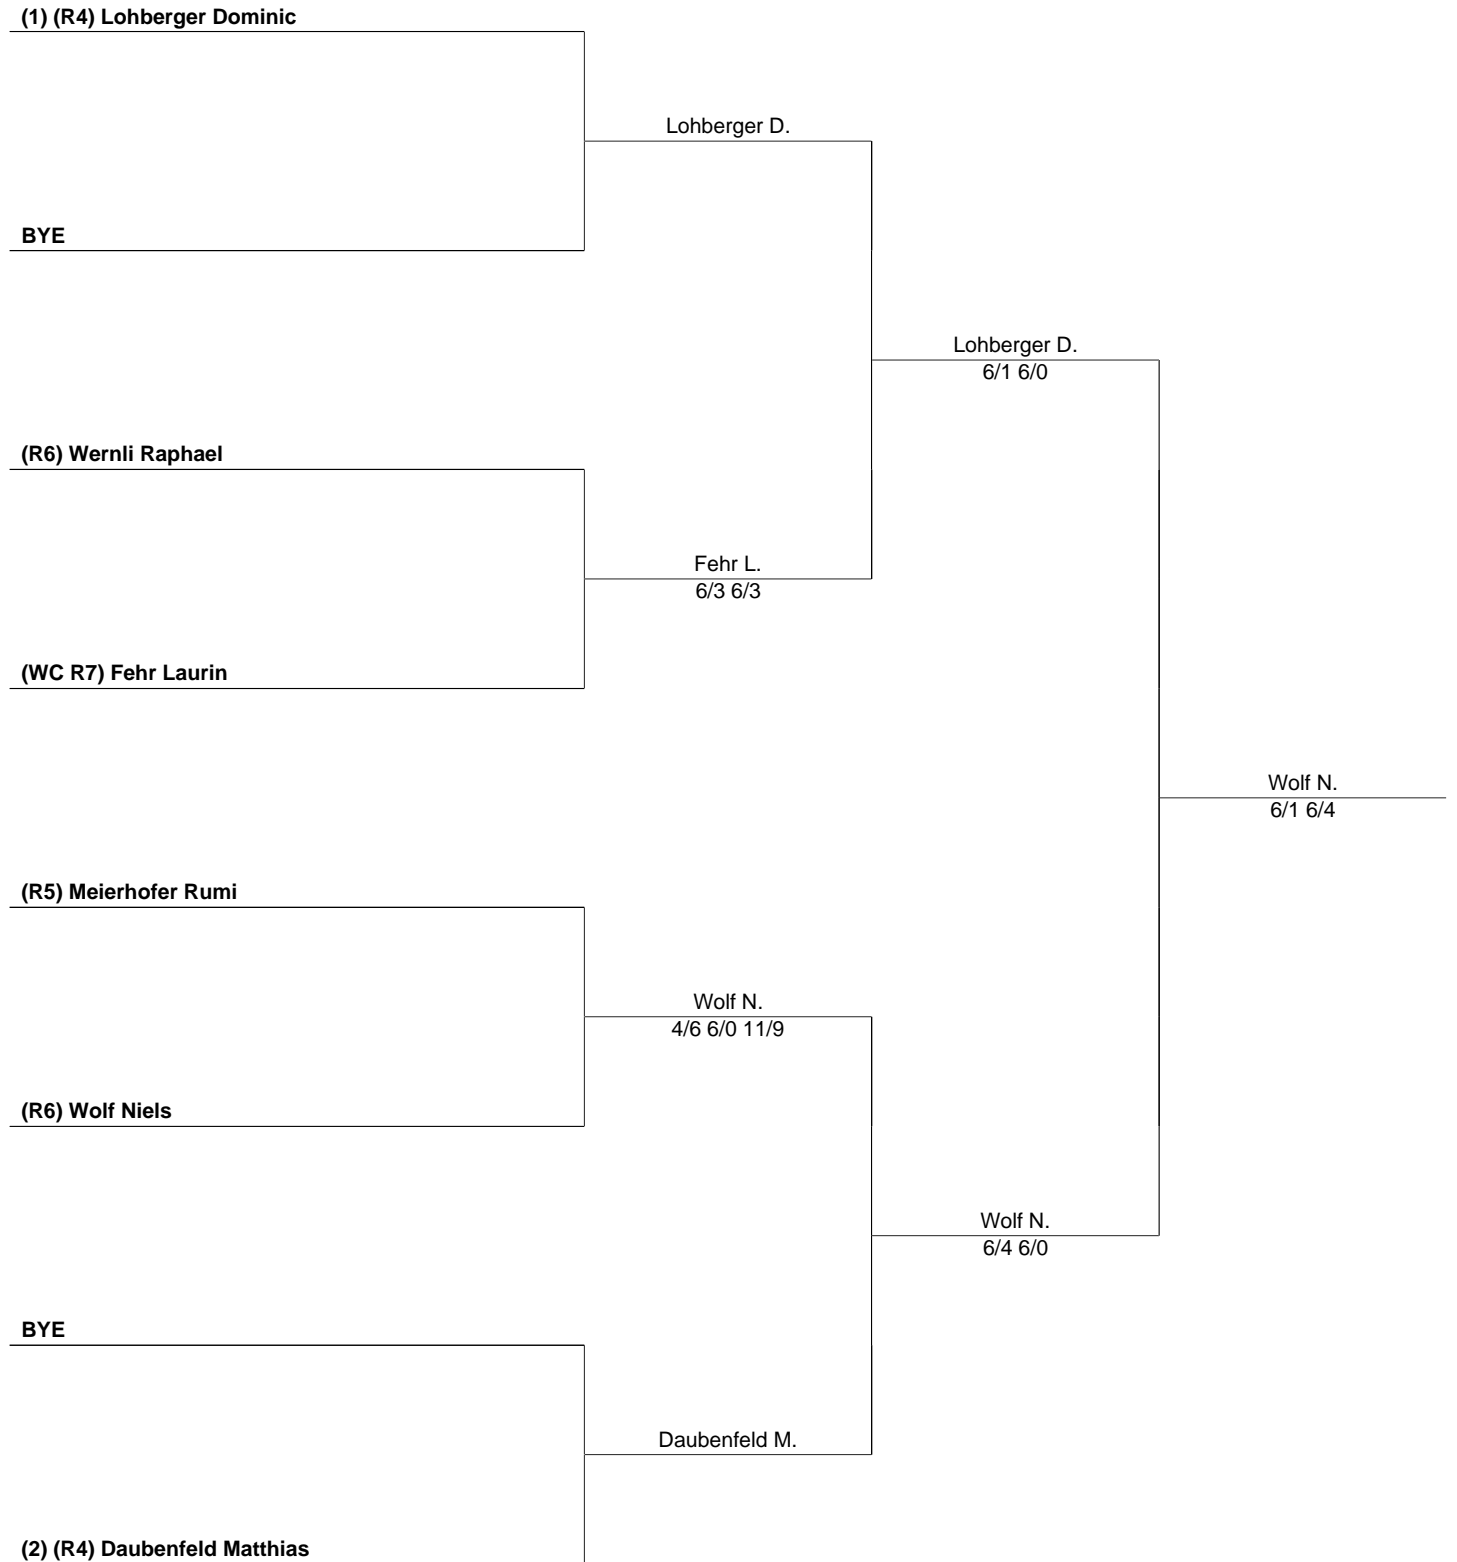 (1) (R4) Lohberger Dominic
Lohberger D.
BYE
Lohberger D.
6/1 6/0
(R6) Wernli Raphael
Fehr L.
6/3 6/3
(WC R7) Fehr Laurin
Wolf N.
6/1 6/4
(R5) Meierhofer Rumi
Wolf N.
4/6 6/0 11/9
(R6) Wolf Niels
Wolf N.
6/4 6/0
BYE
Daubenfeld M.
(2) (R4) Daubenfeld Matthias